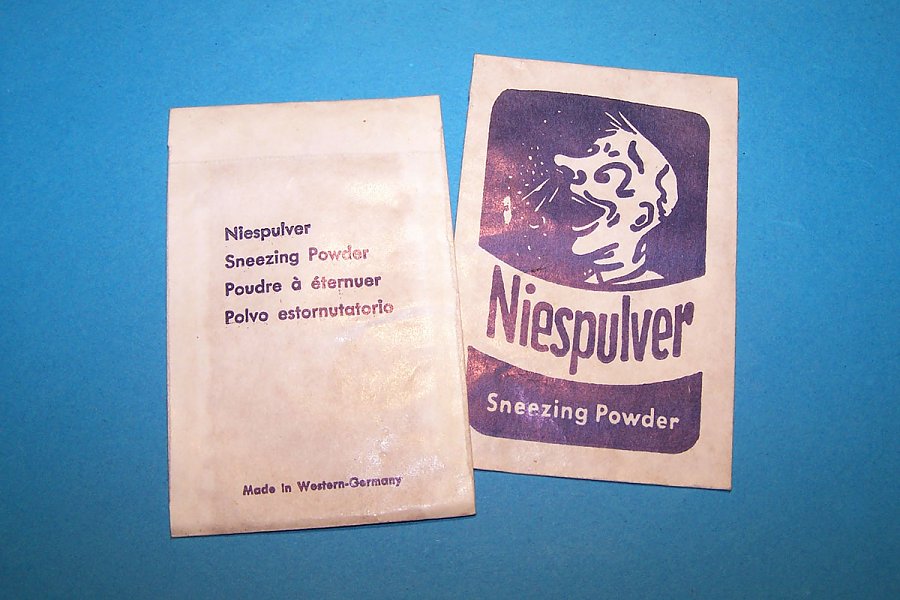 Niespulver
Sneezing Powder
Poudre à éternuer
Polvo estornutatorio
Made in Western-Germany
Niespulver
Sneezing Powder